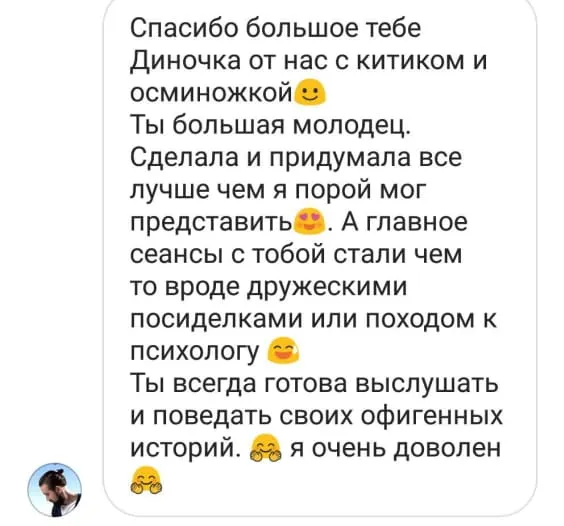 Спасибо большое тебе
Диночка от нас с китиком и
осминожкой🙂
Ты большая молодец.
Сделала и придумала все
лучше чем я порой мог
представить😍. А главное
сеансы с тобой стали чем
то вроде дружескими
посиделками или походом к
психологу 😅
Ты всегда готова выслушать
и поведать своих офигенных
историй. 🤗 я очень доволен
🤗